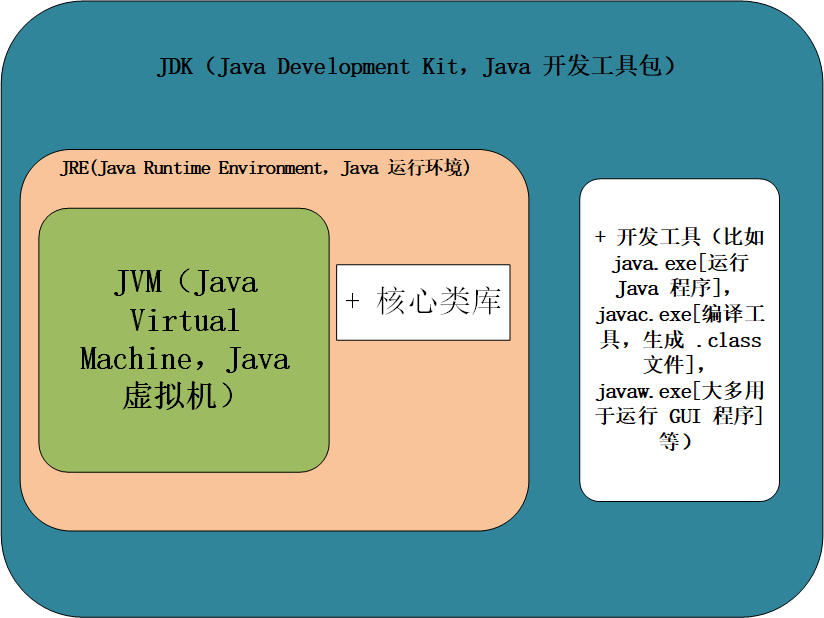 JDK（Java Development Kit，Java 开发工具包）
JRE(Java Runtime Environment，Java 运行环境)
JVM（Java
Virtual
Machine，Java
虚拟机）
+ 核心类库
+ 开发工具（比如
java.exe[运行
Java 程序]，
javac.exe[编译工
具，生成 .class
文件]，
javaw.exe[大多用
于运行 GUI 程序]
等）